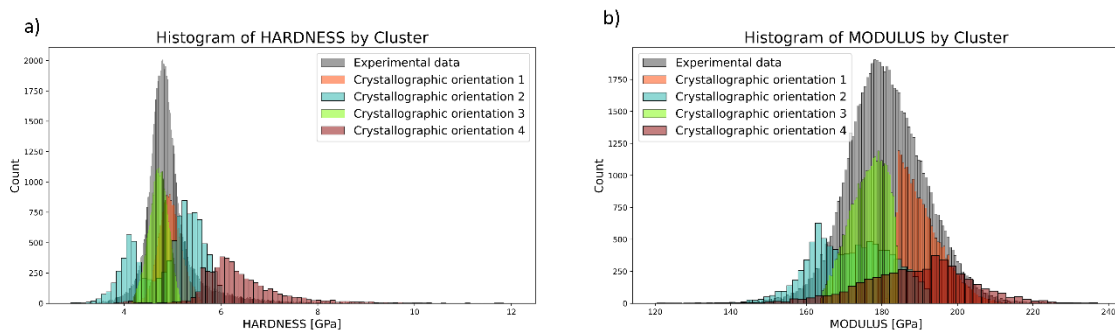 a)
Histogram of HARDNESS by Cluster
2000
1750
1500
1250
1000
750
500
250
0
Count
Experimental data
Crystallographic orientation 1
Crystallographic orientation 2
Crystallographic orientation 3
Crystallographic orientation 4
4
6
8
10
12
HARDNESS [GPa]
b)
Histogram of MODULUS by Cluster
1750
1500
1250
1000
750
500
250
0
Count
Experimental data
Crystallographic orientation 1
Crystallographic orientation 2
Crystallographic orientation 3
Crystallographic orientation 4
120
140
160
180
200
220
240
MODULUS [GPa]